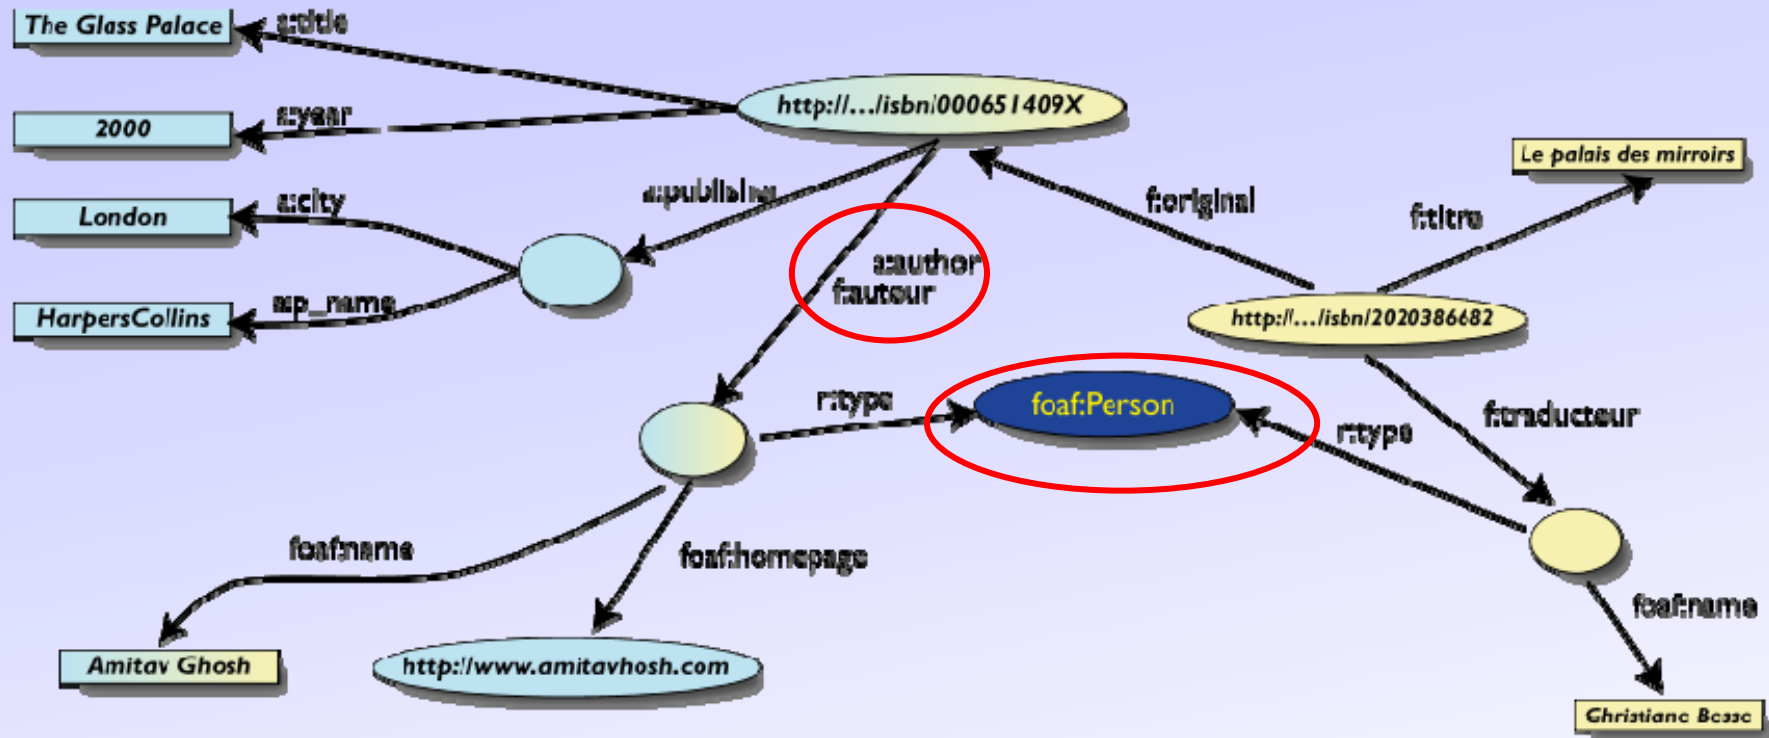 The Glass Palace
a:title
http://.../isbn/000651409X
2000
a:year
Le palais des mirroirs
London
a:city
f:original
f:titre
a:author
f:auteur
HarpersCollins
a:p_name
http://.../isbn/2020386682
r:type
foaf:Person
r:type
f:traducteur
foaf:name
foaf:homepage
foaf:name
Amitav Ghosh
http://www.amitavhosh.com
Christiane Besse